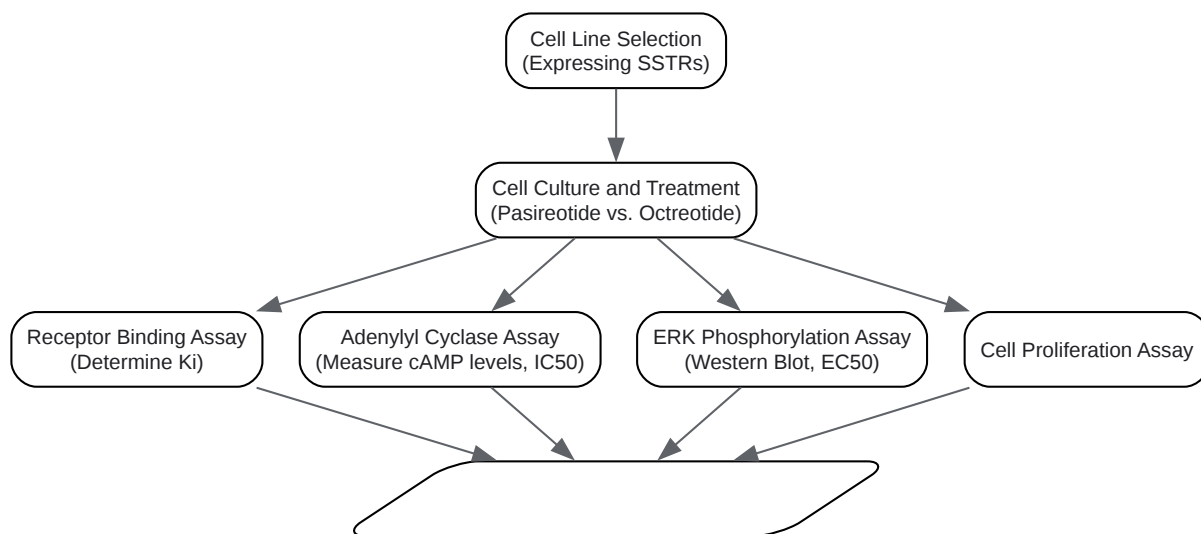 Cell Line Selection
(Expressing SSTRs)
Cell Culture and Treatment
(Pasireotide vs. Octreotide)
Receptor Binding Assay
(Determine Ki)
Adenylyl Cyclase Assay
(Measure cAMP levels, IC50)
ERK Phosphorylation Assay
(Western Blot, EC50)
Cell Proliferation Assay